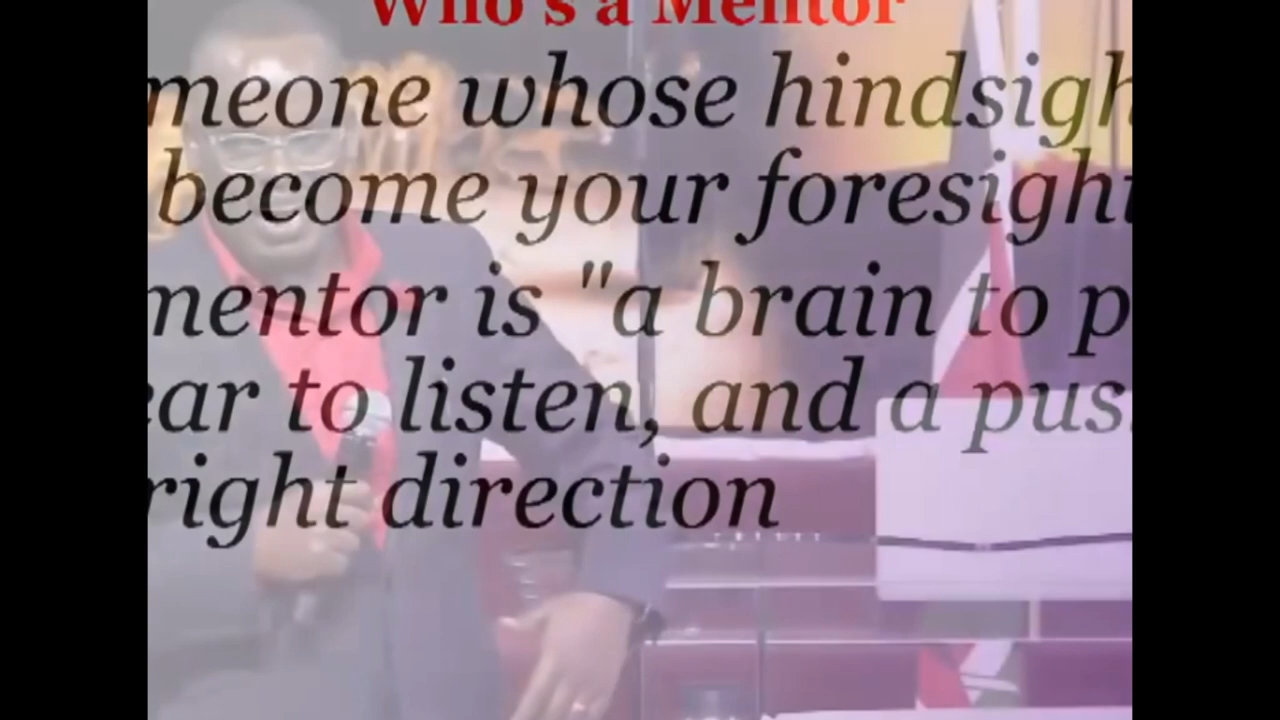 Who's a Mentor
meone whose hindsigh
become your foresight
mentor is "a brain to p
ear to listen, and a pus
right direction